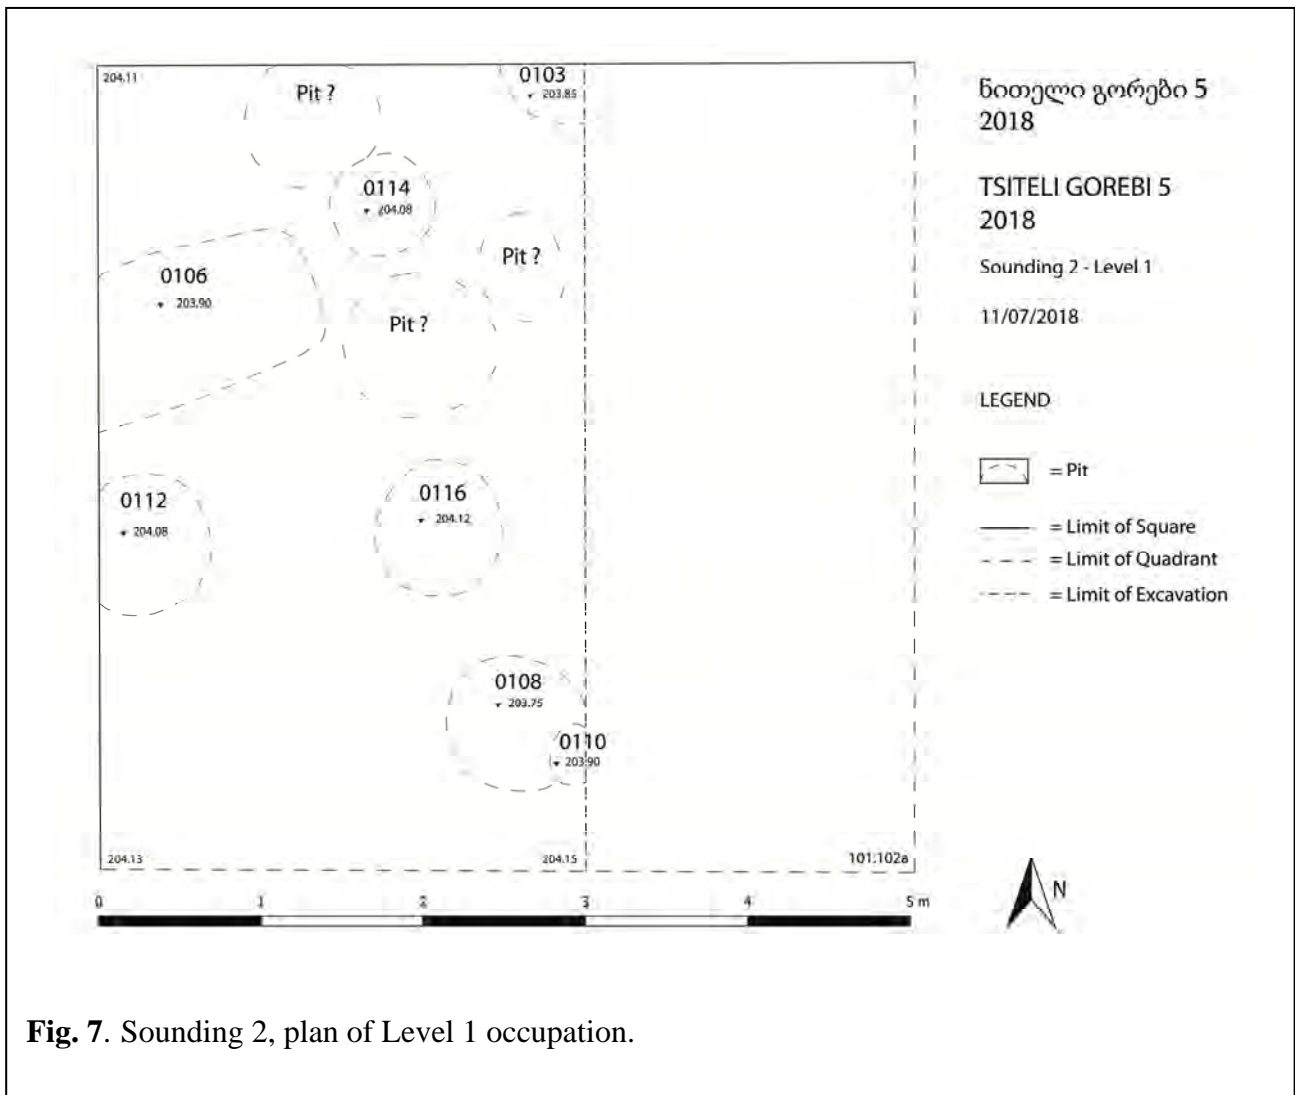 204.11
Pit ?
0103
203.85
0114
204.08
Pit ?
0106
203.90
Pit ?
0112
204.08
0116
204.12
0108
203.75
0110
203.90
204.13
204.15
101.102a
0 1 2 3 4 5 m
წითელი გორები 5
2018
TSITELI GOREBI 5
2018
Sounding 2 - Level 1
11/07/2018
LEGEND
= Pit
= Limit of Square
= Limit of Quadrant
= Limit of Excavation
N
Fig. 7. Sounding 2, plan of Level 1 occupation.